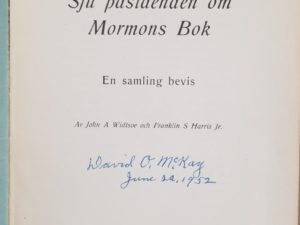 Sju påståenden om
Mormons Bok
En samling bevis
Av John A Widtsoe och Franklin S Harris Jr.
David O. McKay
June 22, 1952